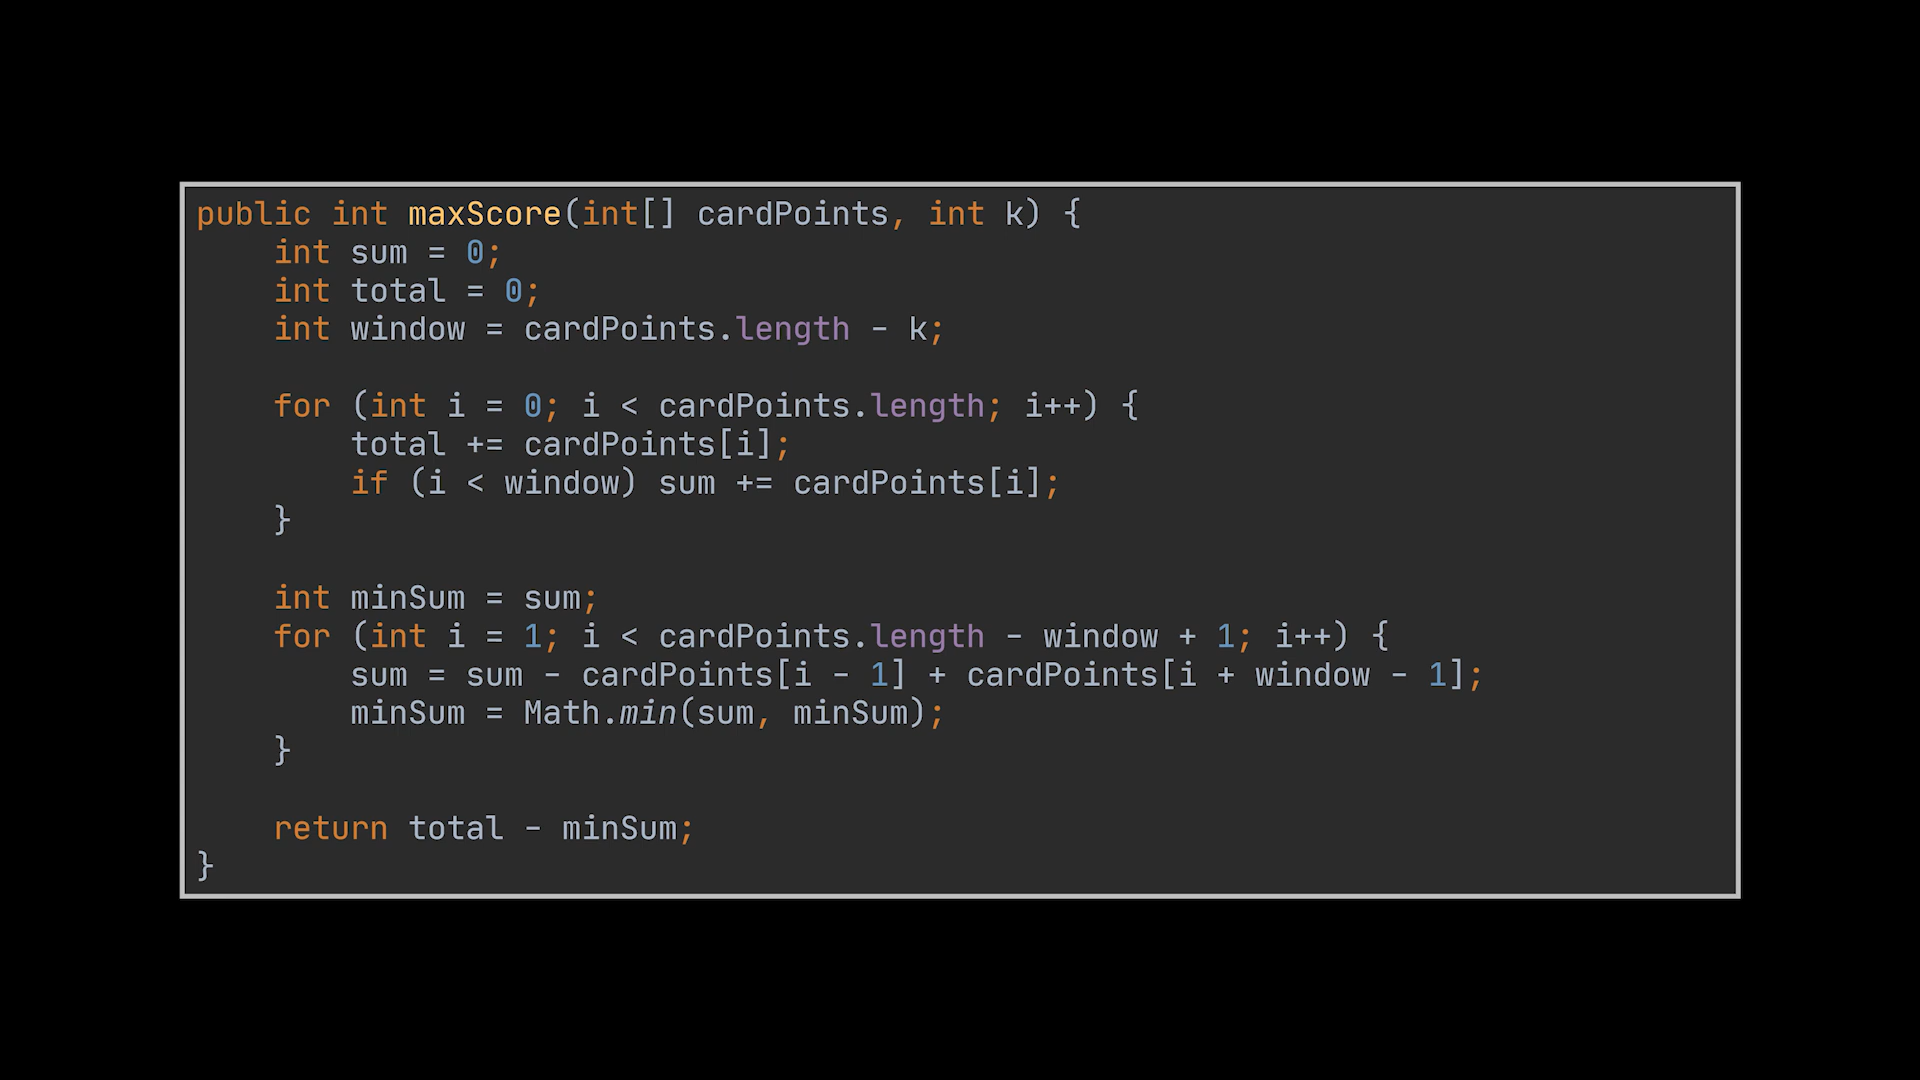 public int maxScore(int[] cardPoints, int k) {
    int sum = 0;
    int total = 0;
    int window = cardPoints.length - k;

    for (int i = 0; i < cardPoints.length; i++) {
        total += cardPoints[i];
        if (i < window) sum += cardPoints[i];
    }

    int minSum = sum;
    for (int i = 1; i < cardPoints.length - window + 1; i++) {
        sum = sum - cardPoints[i - 1] + cardPoints[i + window - 1];
        minSum = Math.min(sum, minSum);
    }

    return total - minSum;
}